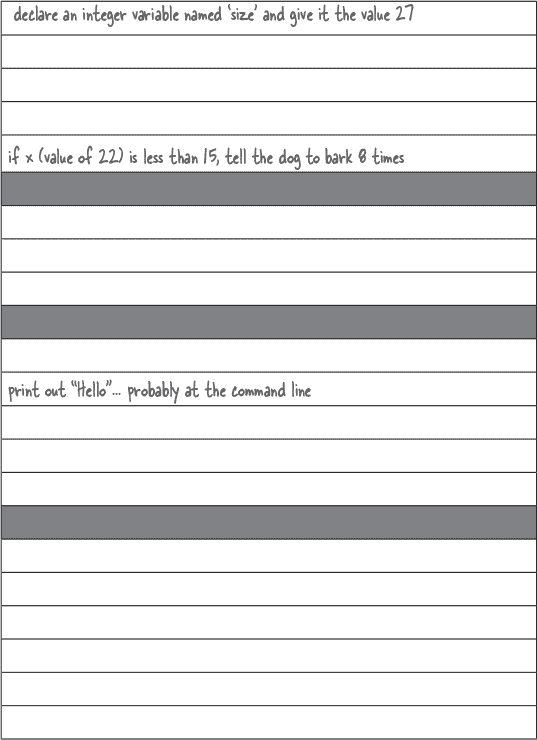 declare an integer variable named ‘size’ and give it the value 27
if x (value of 22) is less than 15, tell the dog to bark 8 times
print out “Hello”... probably at the command line